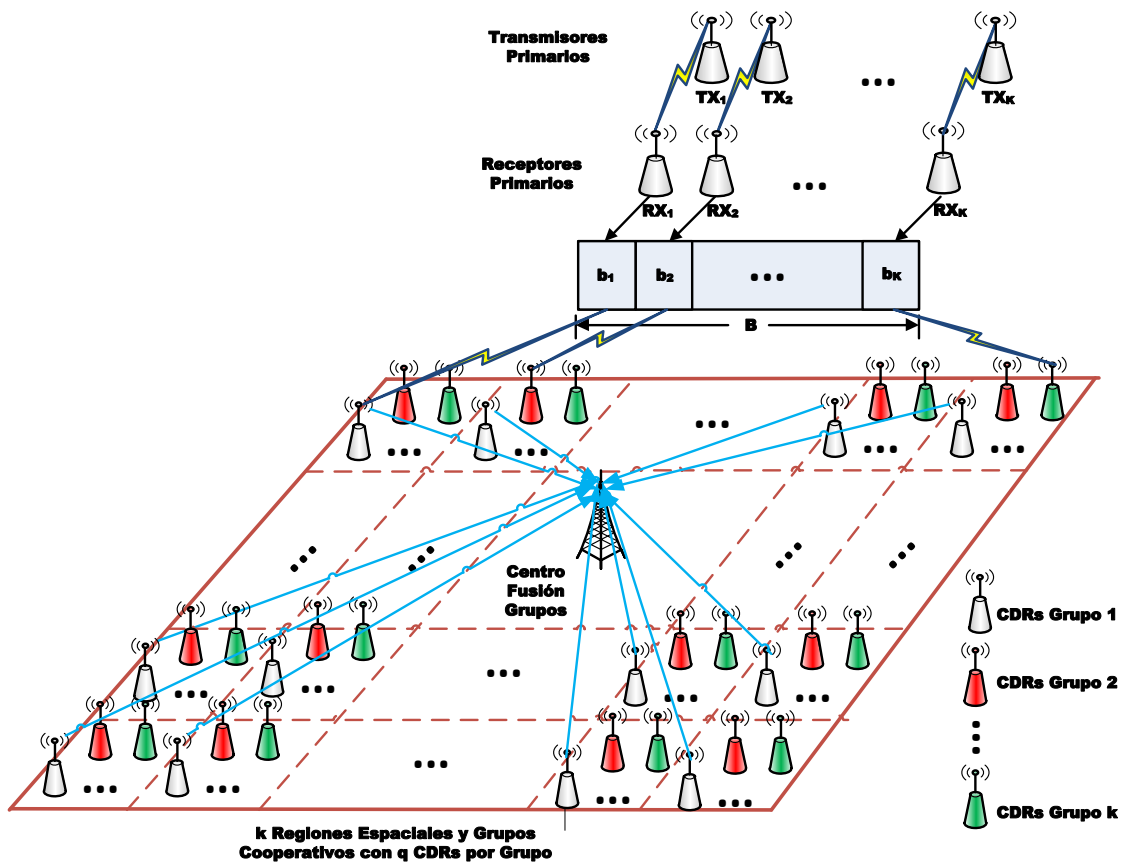 Transmisores
Primarios
TX₁
TX₂
TXK
Receptores
Primarios
RX₁
RX₂
RXK
b₁
b₂
bK
B
Centro
Fusión
Grupos
CDRs Grupo 1
CDRs Grupo 2
CDRs Grupo k
k Regiones Espaciales y Grupos
Cooperativos con q CDRs por Grupo